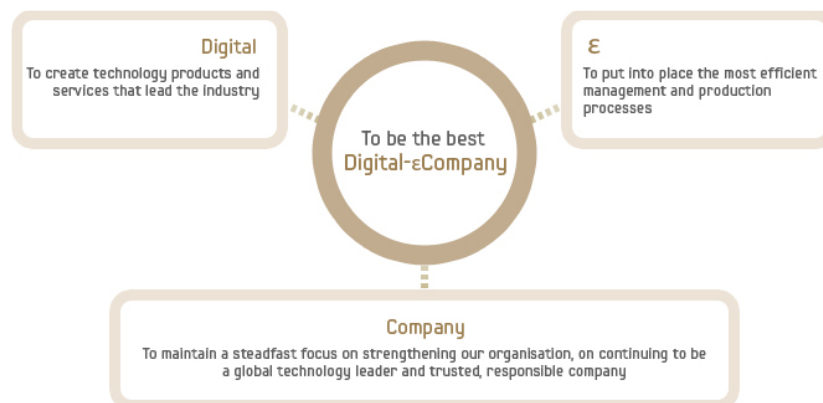 Digital
To create technology products and
services that lead the industry
ε
To put into place the most efficient
management and production
processes
To be the best
Digital-εCompany
Company
To maintain a steadfast focus on strengthening our organisation, on continuing to be
a global technology leader and trusted, responsible company